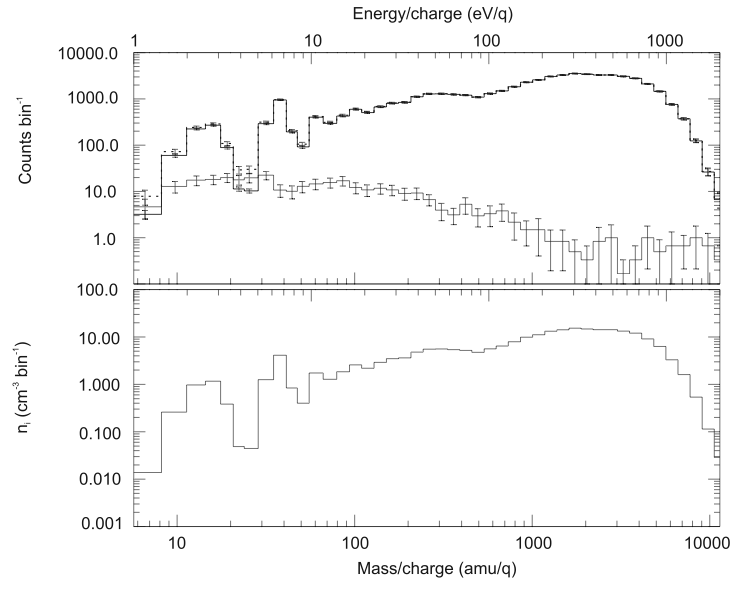 Energy/charge (eV/q)
1 10 100 1000
10000.0
1000.0
100.0
10.0
1.0
Counts bin⁻¹
100.0
10.00
1.000
0.100
0.010
0.001
nᵢ (cm⁻³ bin⁻¹)
10 100 1000 10000
Mass/charge (amu/q)